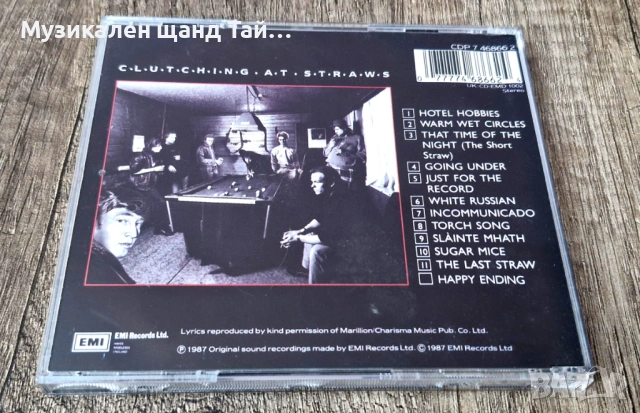 Музикален Щанд Тай...
CDP 7 46866 2
C•L•U•T•C•H•I•N•G • A•T • S•T•R•A•W•S
0 77774 68662 4
UK:CD-EMD 1002
Stereo
1 HOTEL HOBBIES
2 WARM WET CIRCLES
3 THAT TIME OF THE
NIGHT (The Short
Straw)
4 GOING UNDER
5 JUST FOR THE
RECORD
6 WHITE RUSSIAN
7 INCOMMUNICADO
8 TORCH SONG
9 SLÀINTE MHATH
10 SUGAR MICE
11 THE LAST STRAW
HAPPY ENDING
EMI
EMI Records Ltd.
Lyrics reproduced by kind permission of Marillion/Charisma Music Pub. Co. Ltd.
Ⓟ 1987 Original sound recordings made by EMI Records Ltd. © 1987 EMI Records Ltd